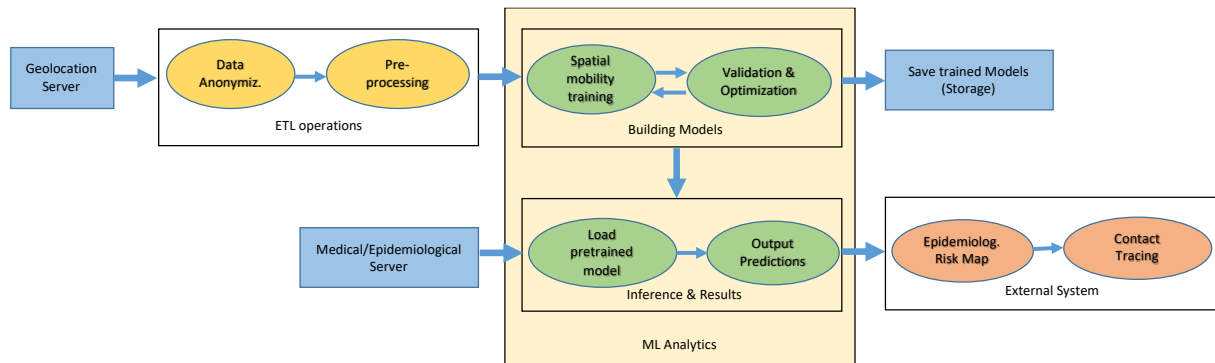 Geolocation
Server
Data
Anonymiz.
Pre-
processing
ETL operations
Spatial
mobility
training
Validation &
Optimization
Building Models
Save trained Models
(Storage)
Medical/Epidemiological
Server
Load
pretrained
model
Output
Predictions
Inference & Results
ML Analytics
Epidemiolog.
Risk Map
Contact
Tracing
External System